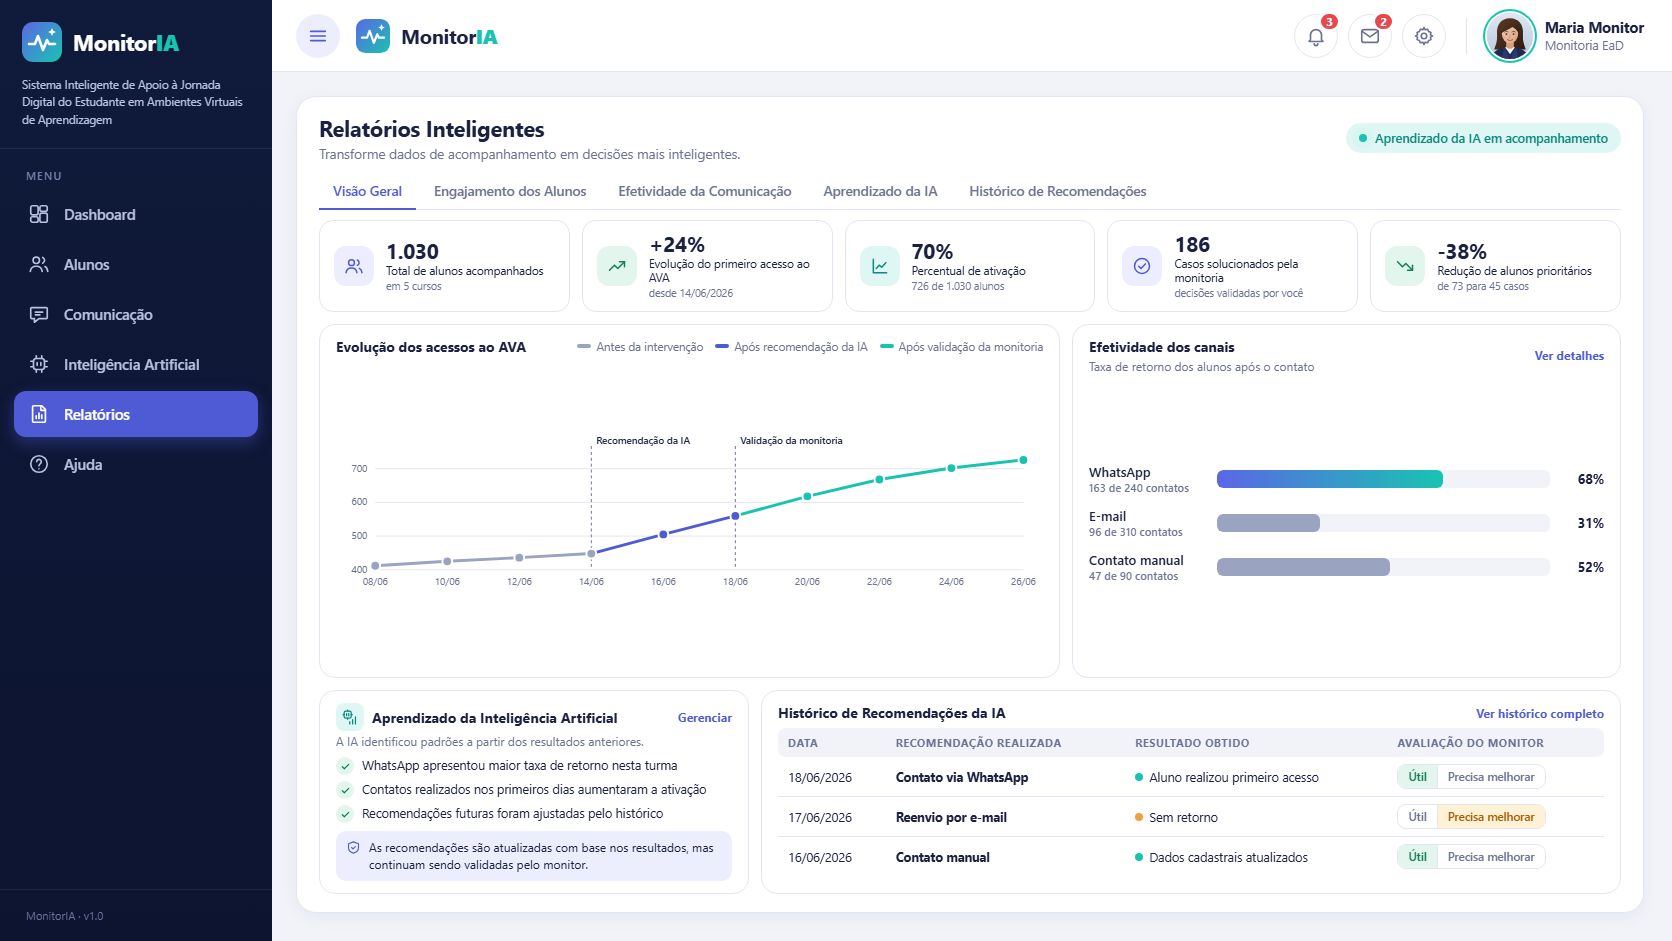 MonitorIA
Sistema Inteligente de Apoio à Jornada
Digital do Estudante em Ambientes Virtuais
de Aprendizagem
MENU
Dashboard
Alunos
Comunicação
Inteligência Artificial
Relatórios
Ajuda
MonitorIA · v1.0
MonitorIA
3
2
Maria Monitor
Monitoria EaD
Relatórios Inteligentes
Transforme dados de acompanhamento em decisões mais inteligentes.
Aprendizado da IA em acompanhamento
Visão Geral
Engajamento dos Alunos
Efetividade da Comunicação
Aprendizado da IA
Histórico de Recomendações
1.030
Total de alunos acompanhados
em 5 cursos
+24%
Evolução do primeiro acesso ao
AVA
desde 14/06/2026
70%
Percentual de ativação
726 de 1.030 alunos
186
Casos solucionados pela
monitoria
decisões validadas por você
-38%
Redução de alunos prioritários
de 73 para 45 casos
Evolução dos acessos ao AVA
Antes da intervenção
Após recomendação da IA
Após validação da monitoria
Recomendação da IA
Validação da monitoria
700
600
500
400
08/06
10/06
12/06
14/06
16/06
18/06
20/06
22/06
24/06
26/06
Efetividade dos canais
Taxa de retorno dos alunos após o contato
Ver detalhes
WhatsApp
163 de 240 contatos
68%
E-mail
96 de 310 contatos
31%
Contato manual
47 de 90 contatos
52%
Aprendizado da Inteligência Artificial
Gerenciar
A IA identificou padrões a partir dos resultados anteriores.
WhatsApp apresentou maior taxa de retorno nesta turma
Contatos realizados nos primeiros dias aumentaram a ativação
Recomendações futuras foram ajustadas pelo histórico
As recomendações são atualizadas com base nos resultados, mas
continuam sendo validadas pelo monitor.
Histórico de Recomendações da IA
Ver histórico completo
DATA
RECOMENDAÇÃO REALIZADA
RESULTADO OBTIDO
AVALIAÇÃO DO MONITOR
18/06/2026
Contato via WhatsApp
Aluno realizou primeiro acesso
Útil
Precisa melhorar
17/06/2026
Reenvio por e-mail
Sem retorno
Útil
Precisa melhorar
16/06/2026
Contato manual
Dados cadastrais atualizados
Útil
Precisa melhorar